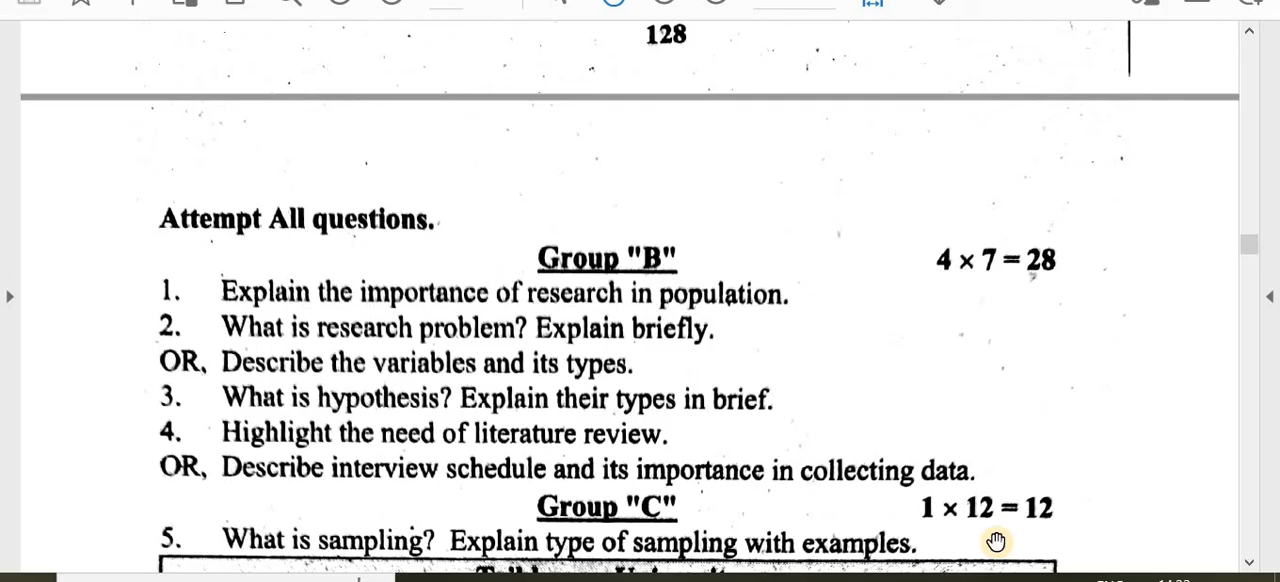 128
Attempt All questions.
Group "B" 4 × 7 = 28
1. Explain the importance of research in population.
2. What is research problem? Explain briefly.
OR, Describe the variables and its types.
3. What is hypothesis? Explain their types in brief.
4. Highlight the need of literature review.
OR, Describe interview schedule and its importance in collecting data.
Group "C" 1 × 12 = 12
5. What is sampling? Explain type of sampling with examples.